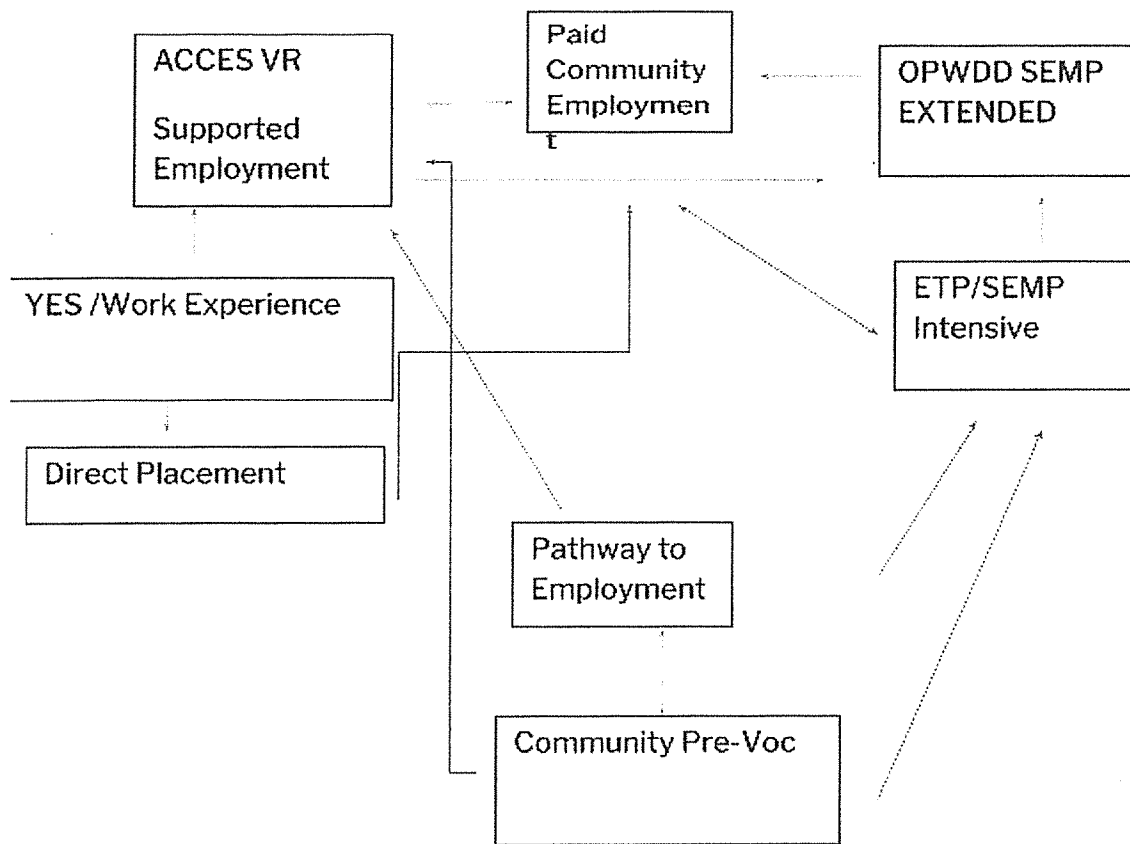 ACCES VR
Supported
Employment
Paid
Community
Employmen
t
OPWDD SEMP
EXTENDED
YES /Work Experience
ETP/SEMP
Intensive
Direct Placement
Pathway to
Employment
Community Pre-Voc